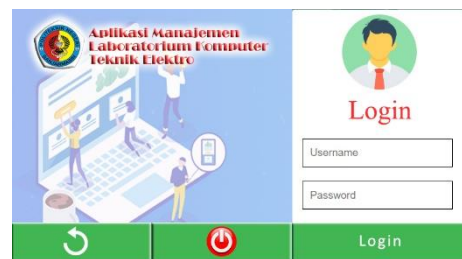 Aplikasi Manajemen
Laboratorium Komputer
Teknik Elektro
Login
Username
Password
Login